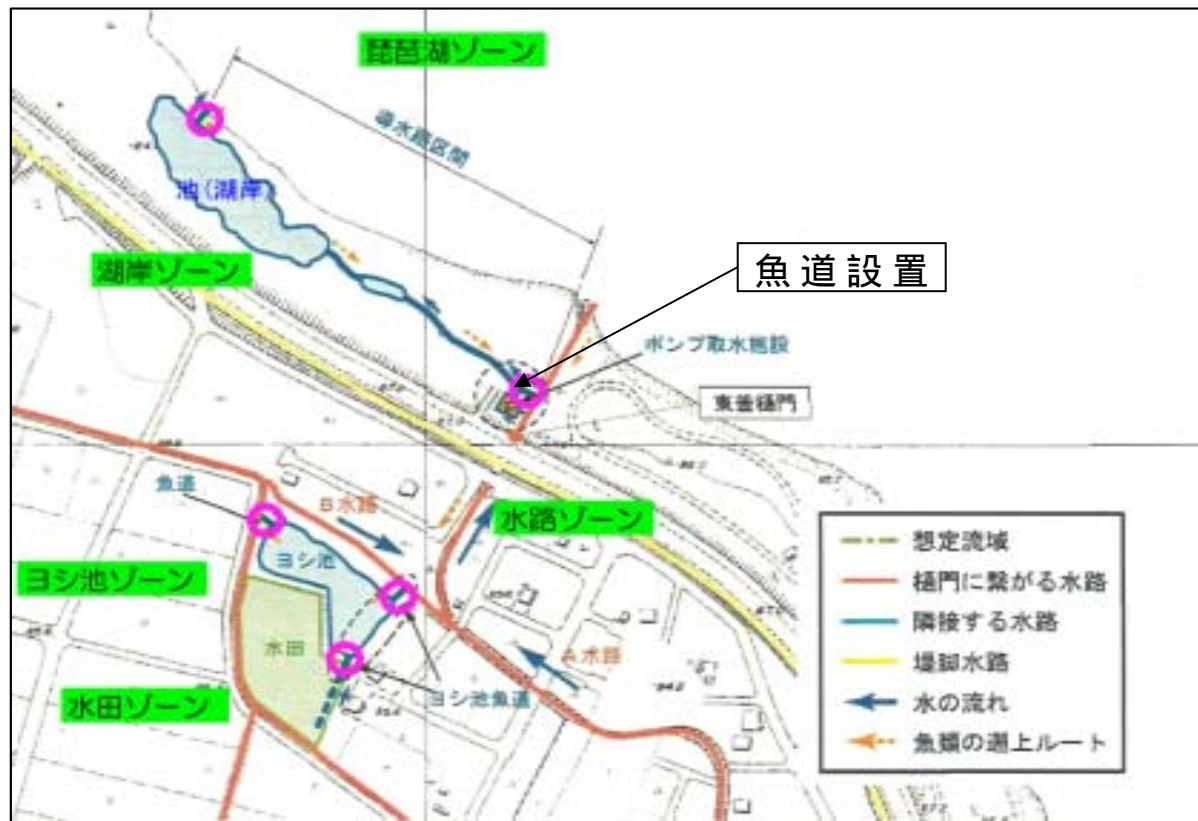 琵琶湖ゾーン
導水路区間
池(湖岸)
湖岸ゾーン
魚道設置
ポンプ取水施設
東釜樋門
魚道
B水路
水路ゾーン
ヨシ池
ヨシ池ゾーン
水田
A水路
ヨシ池魚道
水田ゾーン
想定流域
樋門に繋がる水路
隣接する水路
堤脚水路
水の流れ
魚類の遡上ルート